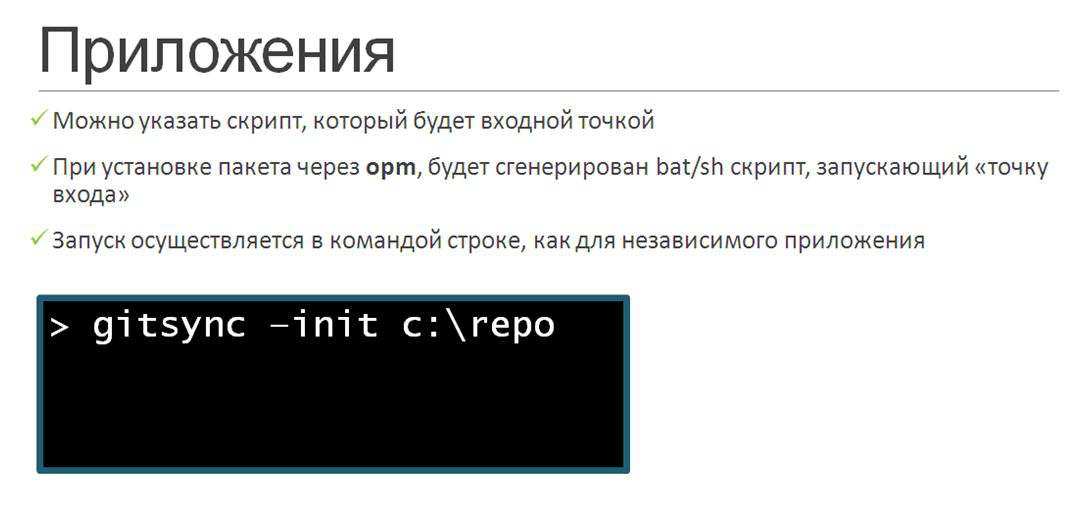 Приложения
Можно указать скрипт, который будет входной точкой
При установке пакета через opm, будет сгенерирован bat/sh скрипт, запускающий «точку
входа»
Запуск осуществляется в командой строке, как для независимого приложения
> gitsync –init c:\repo